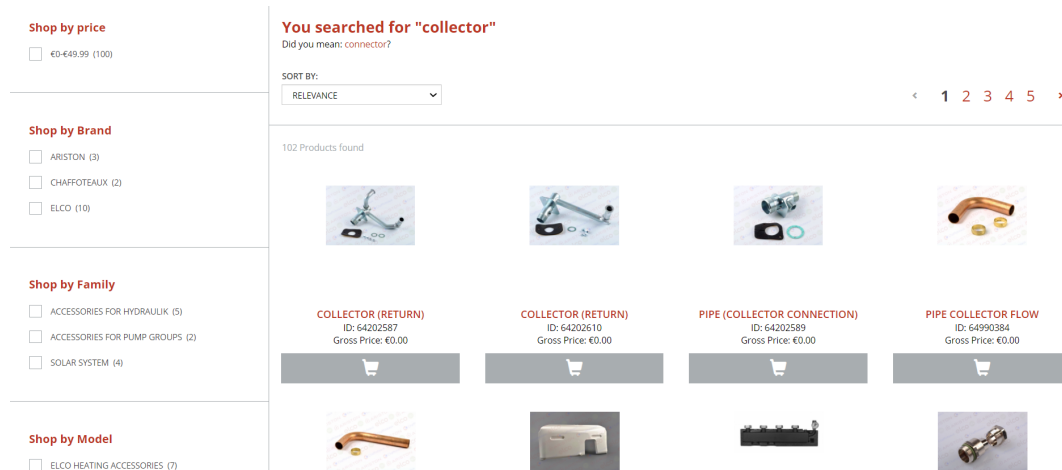 Shop by price
€0-€49.99 (100)
Shop by Brand
ARISTON (3)
CHAFFOTEAUX (2)
ELCO (10)
Shop by Family
ACCESSORIES FOR HYDRAULIK (5)
ACCESSORIES FOR PUMP GROUPS (2)
SOLAR SYSTEM (4)
Shop by Model
ELCO HEATING ACCESSORIES (7)
You searched for "collector"
Did you mean: connector?
SORT BY:
RELEVANCE
1 2 3 4 5
102 Products found
COLLECTOR (RETURN)
ID: 64202587
Gross Price: €0.00
COLLECTOR (RETURN)
ID: 64202610
Gross Price: €0.00
PIPE (COLLECTOR CONNECTION)
ID: 64202589
Gross Price: €0.00
PIPE COLLECTOR FLOW
ID: 64990384
Gross Price: €0.00